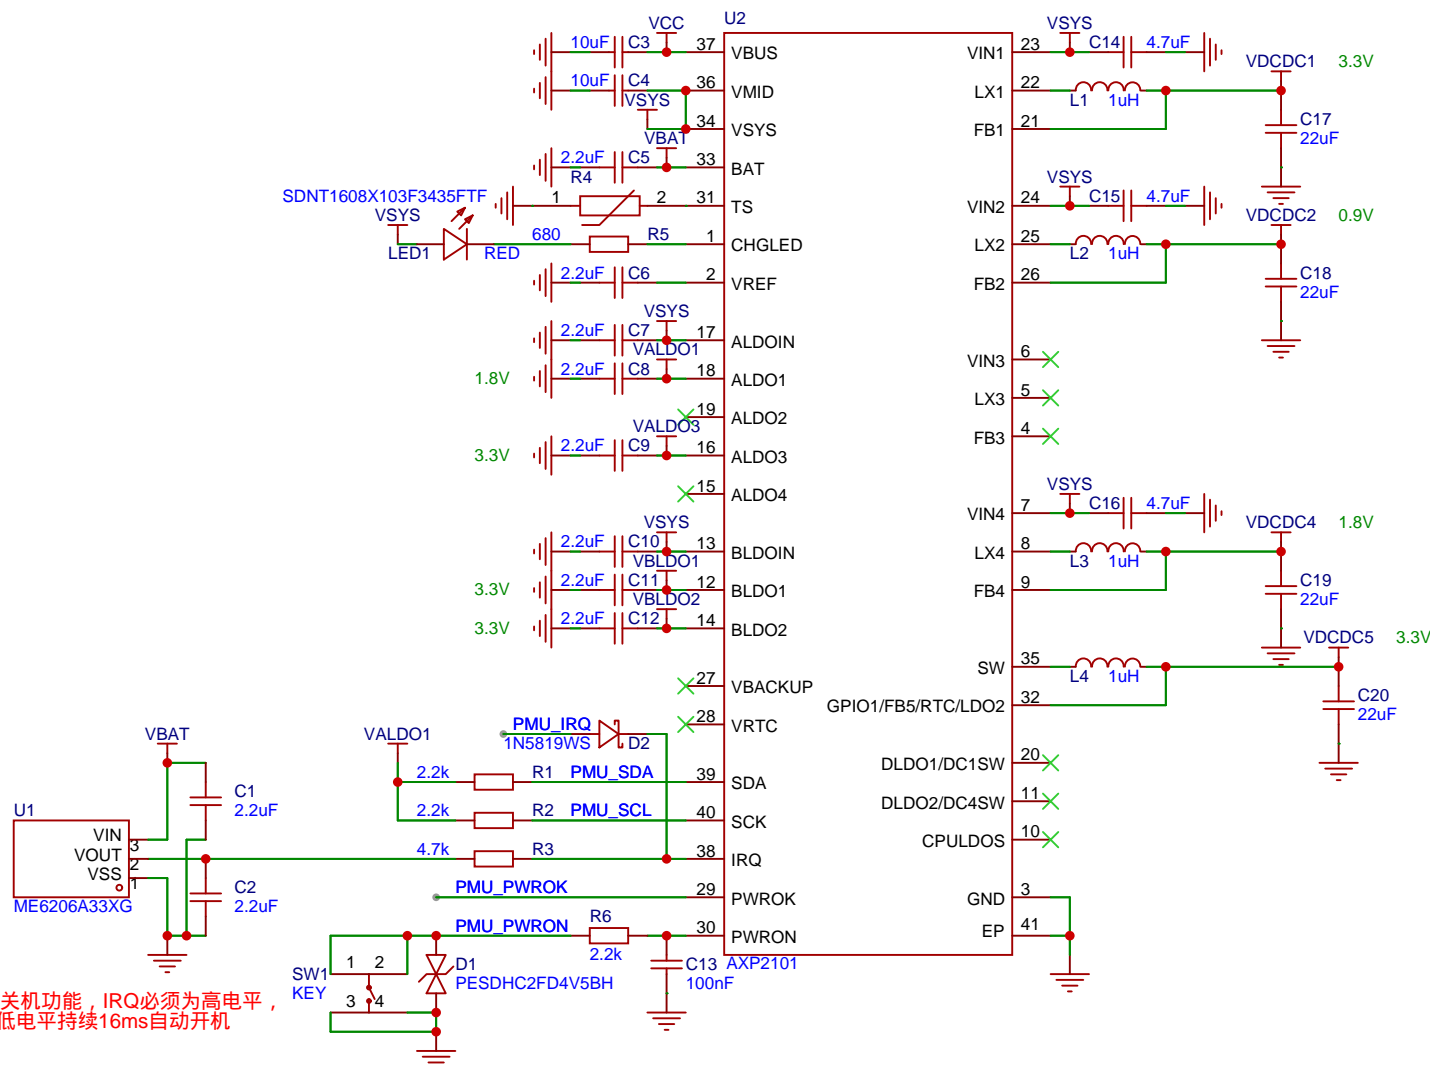 U2
VCC
10uF C3
37 VBUS
10uF C4
36 VMID
VSYS
34 VSYS
VBAT
2.2uF C5
33 BAT
R4
SDNT1608X103F3435FTF
1 2
31 TS
VSYS
LED1 RED
680 R5
1 CHGLED
2.2uF C6
2 VREF
VSYS
2.2uF C7
17 ALDOIN
VALDO1
1.8V 2.2uF C8
18 ALDO1
19 ALDO2
VALDO3
3.3V 2.2uF C9
16 ALDO3
15 ALDO4
VSYS
2.2uF C10
13 BLDOIN
VBLDO1
3.3V 2.2uF C11
12 BLDO1
VBLDO2
3.3V 2.2uF C12
14 BLDO2
27 VBACKUP
28 VRTC
PMU_IRQ
1N5819WS D2
VALDO1
2.2k R1 PMU_SDA
39 SDA
2.2k R2 PMU_SCL
40 SCK
4.7k R3
38 IRQ
PMU_PWROK
29 PWROK
PMU_PWRON
R6
2.2k
30 PWRON
C13
100nF
AXP2101
VSYS
VIN1 23
C14 4.7uF
LX1 22
L1 1uH
FB1 21
VDCDC1 3.3V
C17
22uF
VSYS
VIN2 24
C15 4.7uF
LX2 25
L2 1uH
FB2 26
VDCDC2 0.9V
C18
22uF
VIN3 6
LX3 5
FB3 4
VSYS
VIN4 7
C16 4.7uF
LX4 8
L3 1uH
FB4 9
VDCDC4 1.8V
C19
22uF
SW 35
L4 1uH
GPIO1/FB5/RTC/LDO2 32
VDCDC5 3.3V
C20
22uF
DLDO1/DC1SW 20
DLDO2/DC4SW 11
CPULDOS 10
GND 3
EP 41
VBAT
C1
2.2uF
U1
VIN 3
VOUT 2
VSS 1
ME6206A33XG
C2
2.2uF
SW1
KEY
1 2
3 4
D1
PESDHC2FD4V5BH
关机功能，IRQ必须为高电平，
低电平持续16ms自动开机